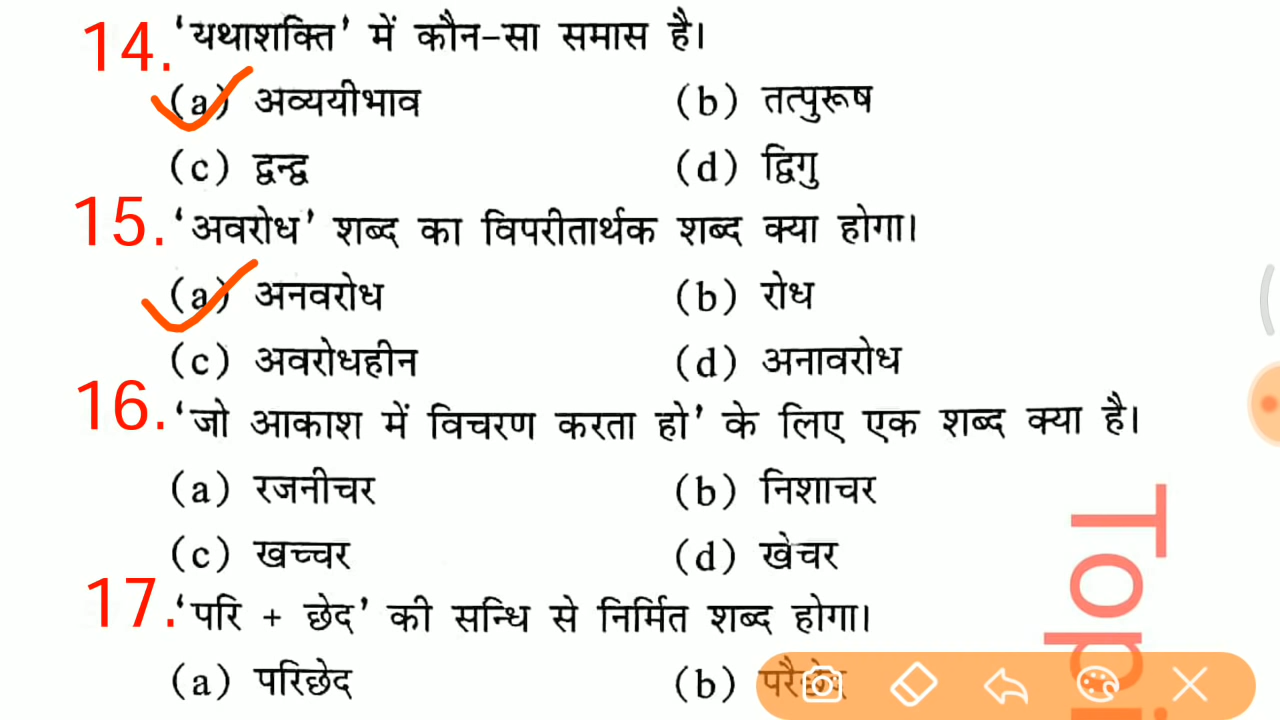 14. 'यथाशक्ति' में कौन-सा समास है।
(a) अव्ययीभाव (b) तत्पुरूष
(c) द्वन्द्व (d) द्विगु
15. 'अवरोध' शब्द का विपरीतार्थक शब्द क्या होगा।
(a) अनवरोध (b) रोध
(c) अवरोधहीन (d) अनावरोध
16. 'जो आकाश में विचरण करता हो' के लिए एक शब्द क्या है।
(a) रजनीचर (b) निशाचर
(c) खच्चर (d) खेचर
17. 'परि + छेद' की सन्धि से निर्मित शब्द होगा।
(a) परिछेद (b)